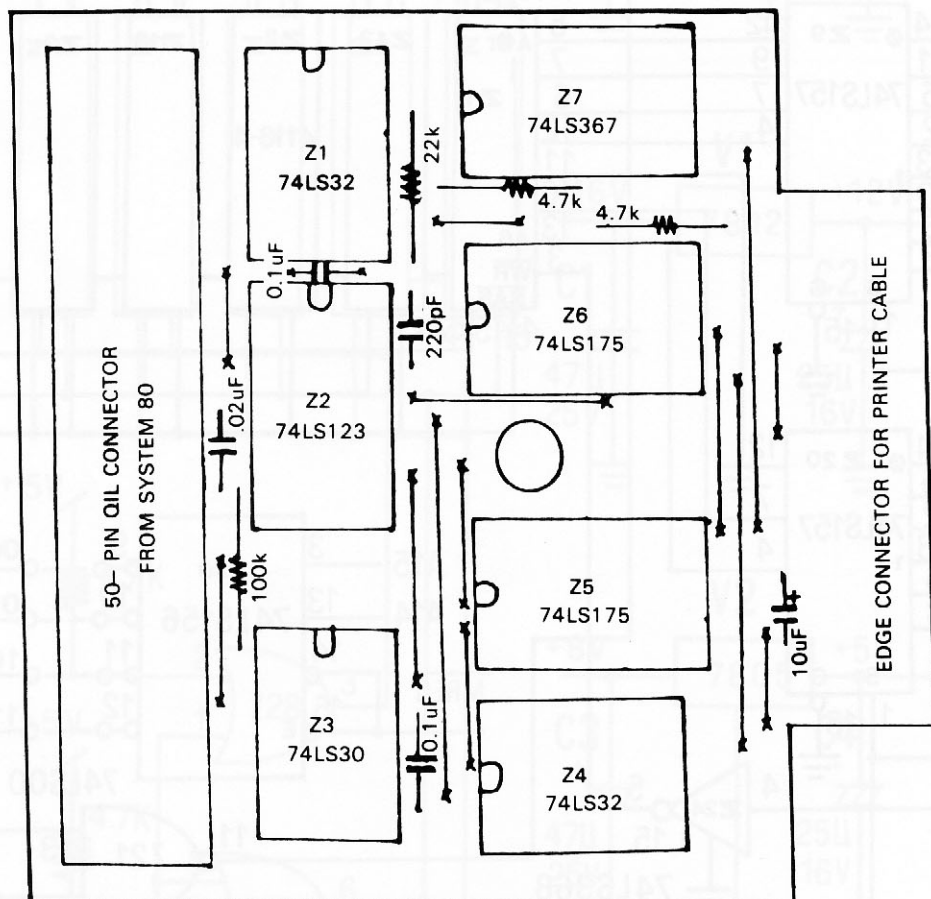 Z7
74LS367
Z1
74LS32
22k
4.7k
4.7k
0.1uF
220pF
Z6
74LS175
50– PIN QIL CONNECTOR
FROM SYSTEM 80
.02uF
Z2
74LS123
100k
Z5
74LS175
+
10uF
EDGE CONNECTOR FOR PRINTER CABLE
Z3
74LS30
0.1uF
Z4
74LS32